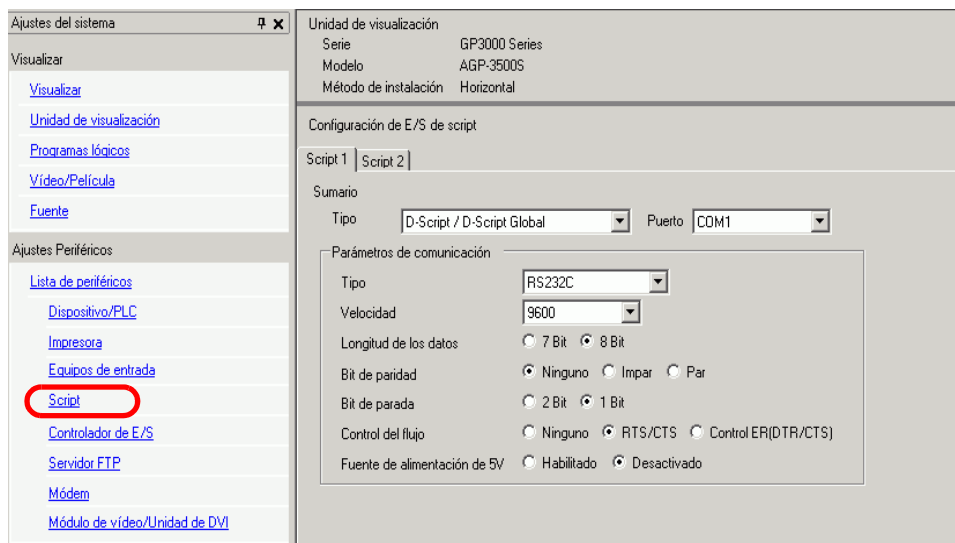 Ajustes del sistema
Visualizar
Visualizar
Unidad de visualización
Programas lógicos
Vídeo/Película
Fuente
Ajustes Periféricos
Lista de periféricos
Dispositivo/PLC
Impresora
Equipos de entrada
Script
Controlador de E/S
Servidor FTP
Módem
Módulo de vídeo/Unidad de DVI
Unidad de visualización
Serie GP3000 Series
Modelo AGP-3500S
Método de instalación Horizontal
Configuración de E/S de script
Script 1 Script 2
Sumario
Tipo D-Script / D-Script Global Puerto COM1
Parámetros de comunicación
Tipo RS232C
Velocidad 9600
Longitud de los datos 7 Bit 8 Bit
Bit de paridad Ninguno Impar Par
Bit de parada 2 Bit 1 Bit
Control del flujo Ninguno RTS/CTS Control ER(DTR/CTS)
Fuente de alimentación de 5V Habilitado Desactivado